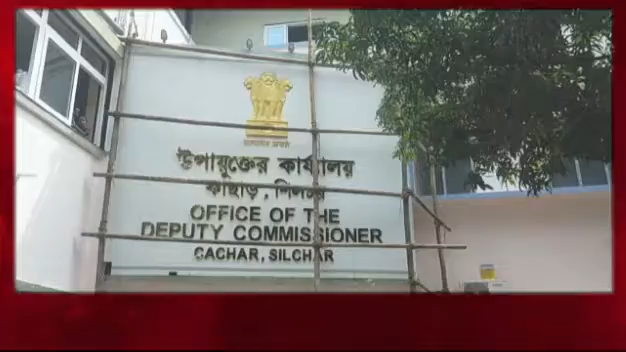 উপায়ুক্তের কার্য্যালয়
কাছাড়, শিলচর
OFFICE OF THE
DEPUTY COMMISSIONER
CACHAR, SILCHAR